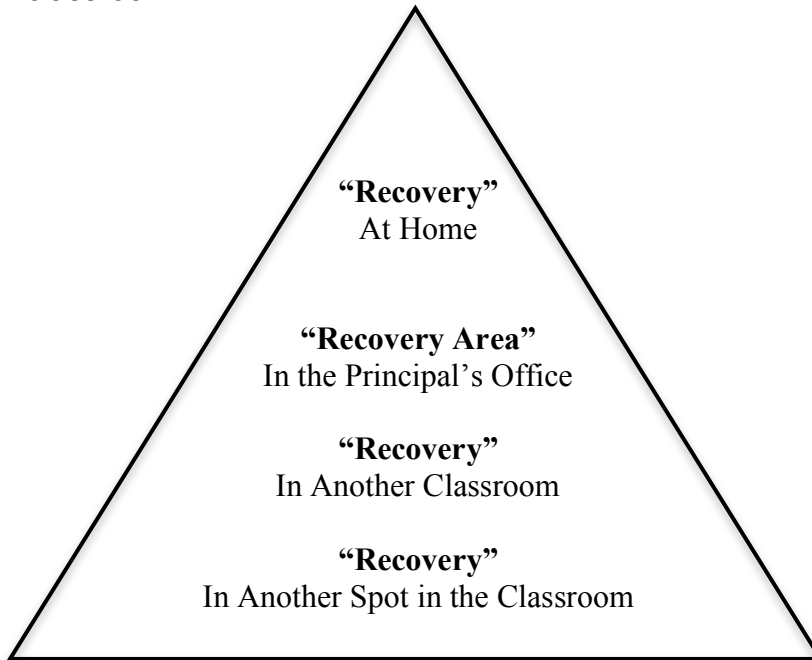 “Recovery”
At Home
“Recovery Area”
In the Principal’s Office
“Recovery”
In Another Classroom
“Recovery”
In Another Spot in the Classroom